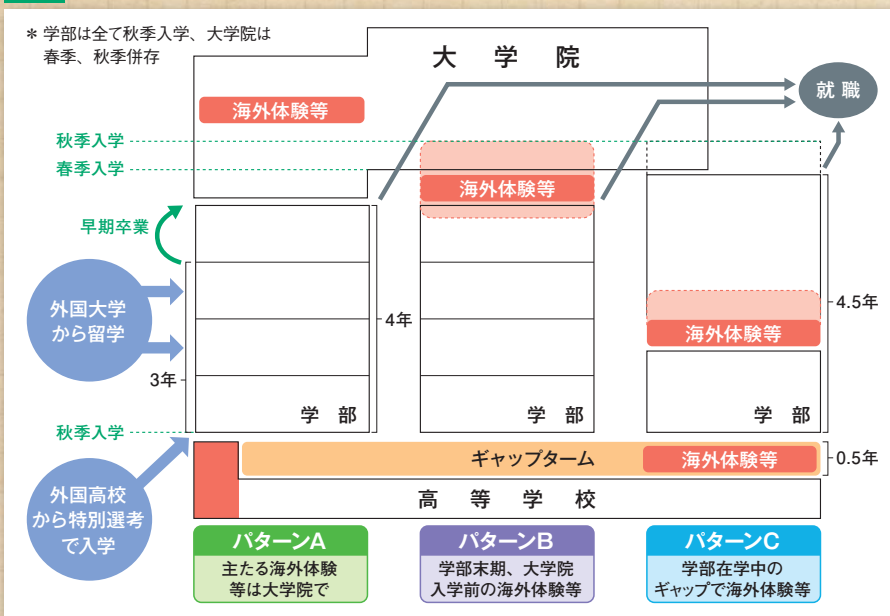 ＊ 学部は全て秋季入学、大学院は
春季、秋季併存
大 学 院
就 職
海外体験等
秋季入学
春季入学
海外体験等
早期卒業
外国大学
から留学
4年
4.5年
海外体験等
3年
学 部
学 部
学 部
秋季入学
ギャップターム
海外体験等
0.5年
外国高校
から特別選考
で入学
高 等 学 校
パターンA
主たる海外体験
等は大学院で
パターンB
学部末期、大学院
入学前の海外体験等
パターンC
学部在学中の
ギャップで海外体験等